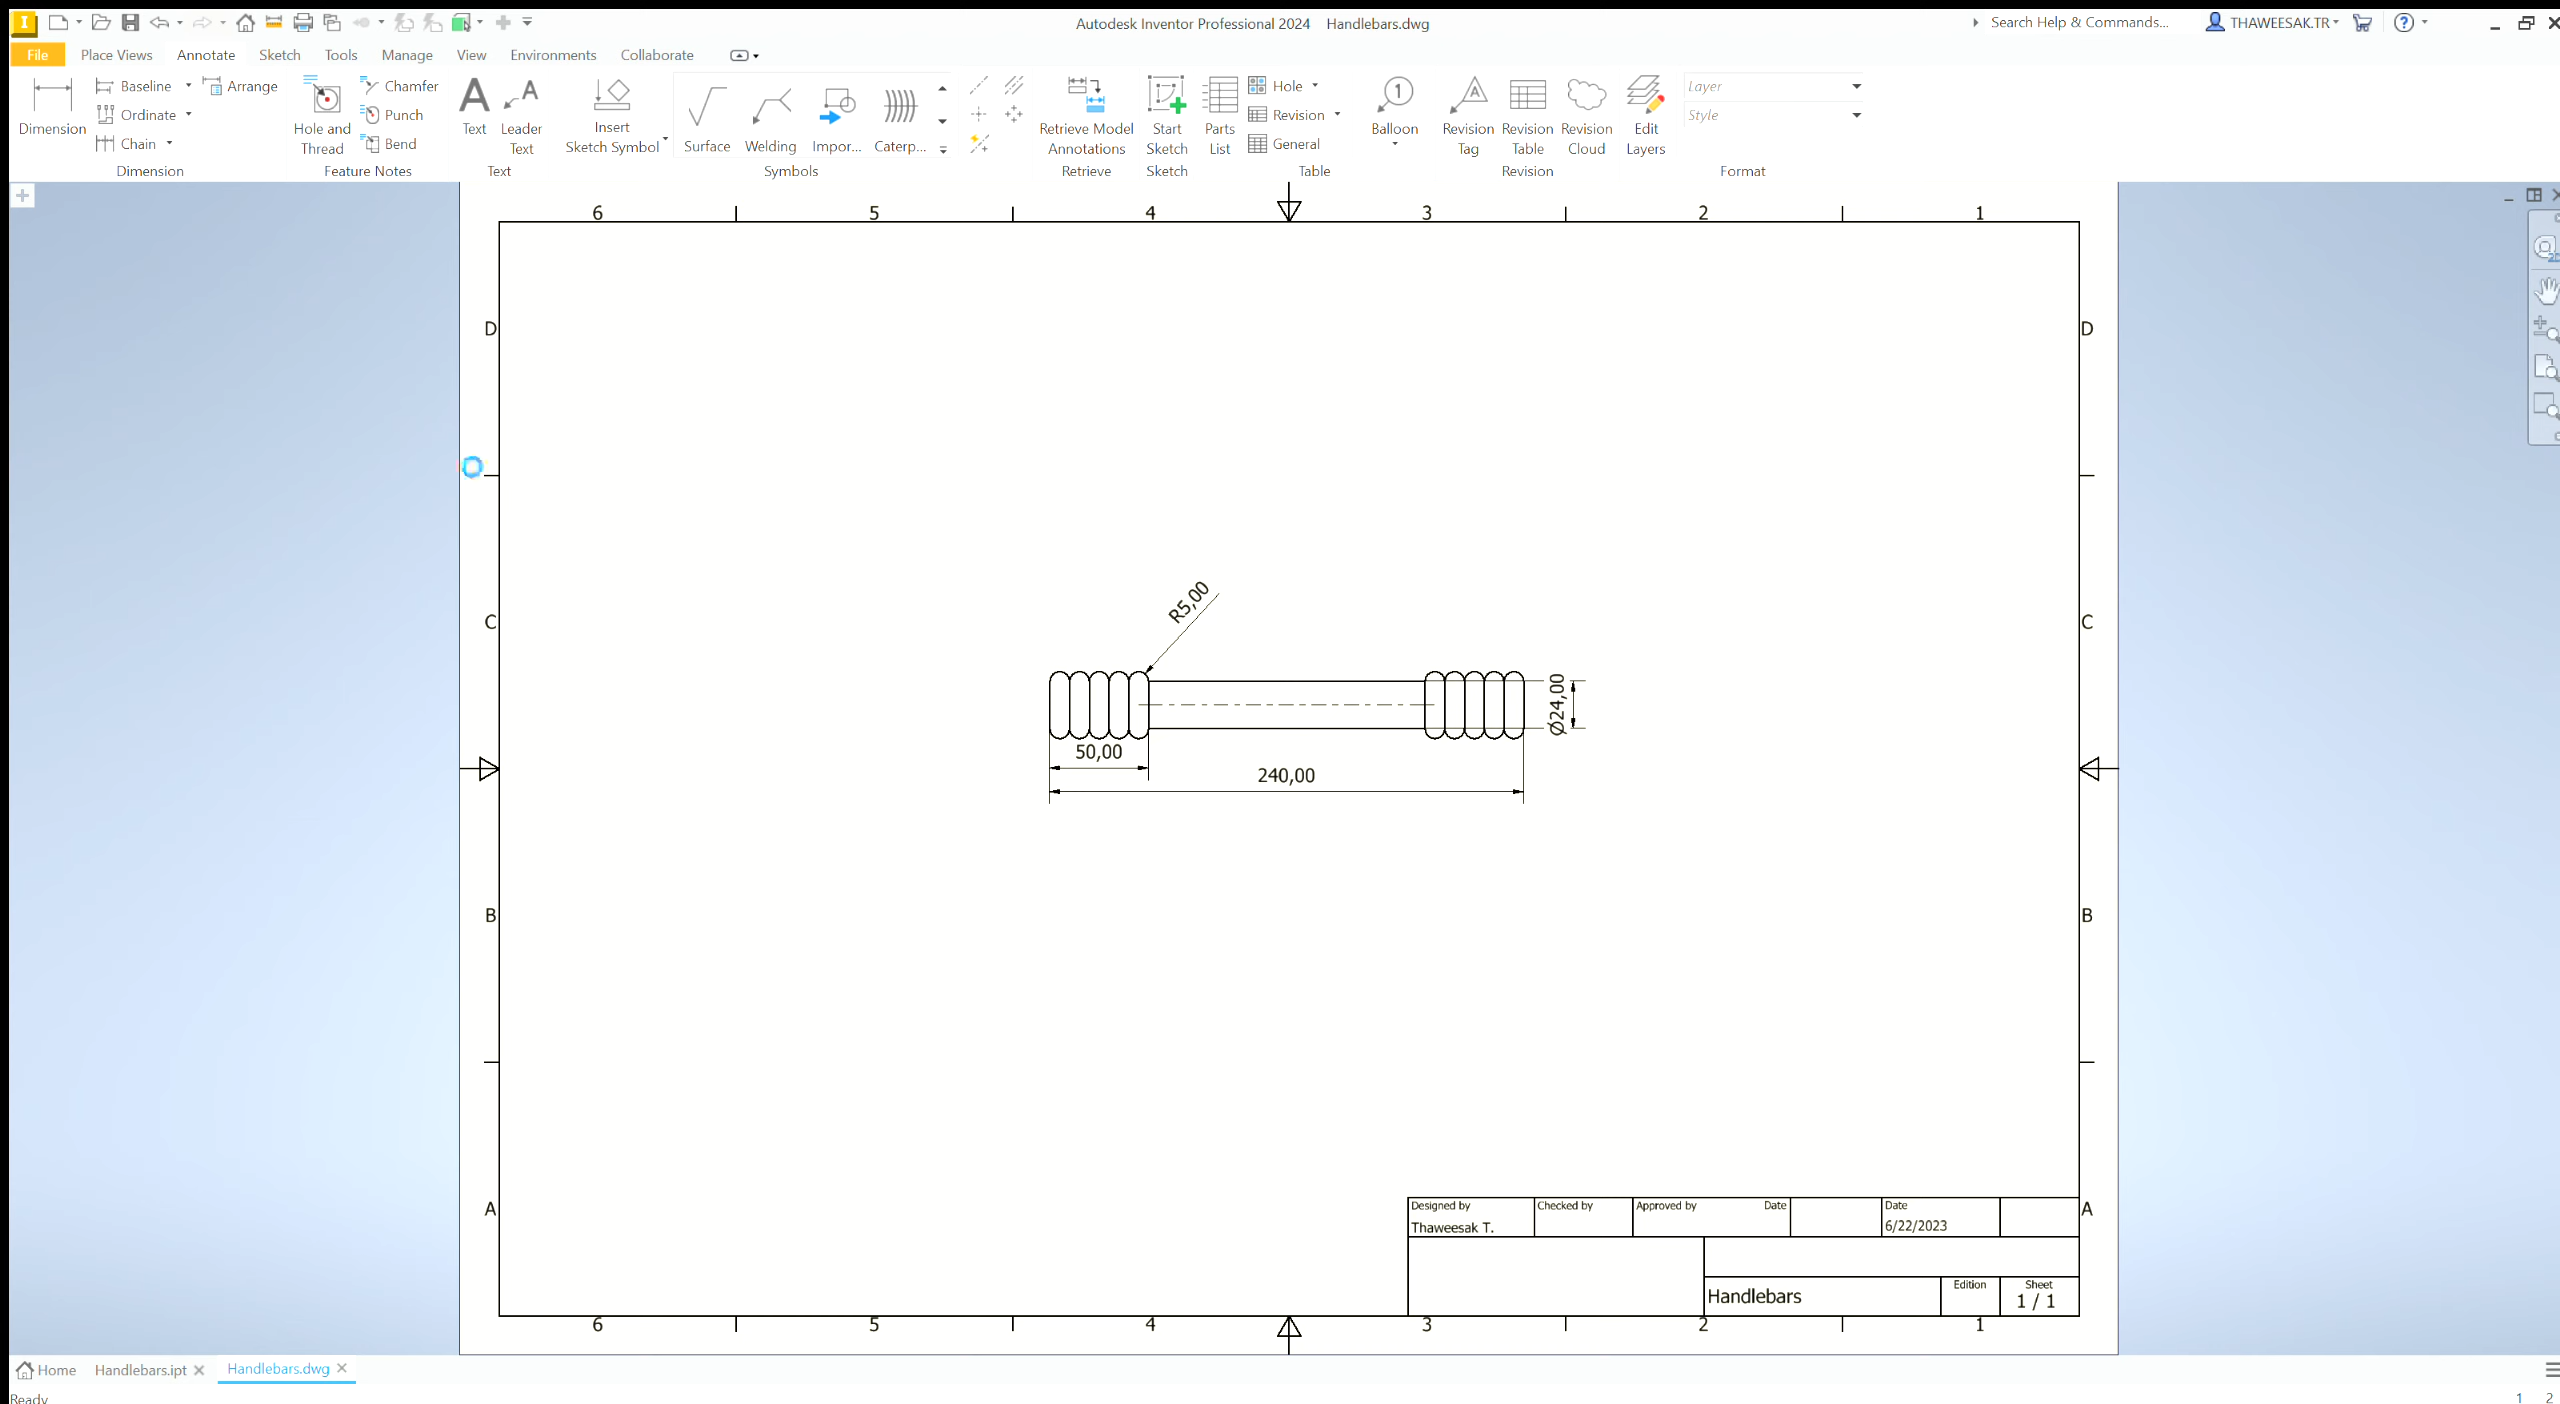 I
Autodesk Inventor Professional 2024 Handlebars.dwg
Search Help & Commands...
THAWEESAK.TR
File Place Views Annotate Sketch Tools Manage View Environments Collaborate
Dimension
Baseline
Ordinate
Chain
Arrange
Dimension
Hole and
Thread
Chamfer
Punch
Bend
Feature Notes
A
Text
A
Leader
Text
Text
Insert
Sketch Symbol
Surface
Welding
Impor...
Caterp...
Symbols
Retrieve Model
Annotations
Retrieve
Start
Sketch
Sketch
Parts
List
Hole
Revision
General
Table
1
Balloon
A
Revision
Tag
Revision
Table
Revision
Cloud
Edit
Layers
Revision
Layer
Style
Format
6 5 4 3 2 1
D D
C C
R5,00
Ø24,00
50,00
240,00
B B
A A
Designed by
Thaweesak T.
Checked by
Approved by
Date
Date
6/22/2023
Handlebars
Edition
Sheet
1 / 1
6 5 4 3 2 1
Home Handlebars.ipt Handlebars.dwg
Ready
1 2